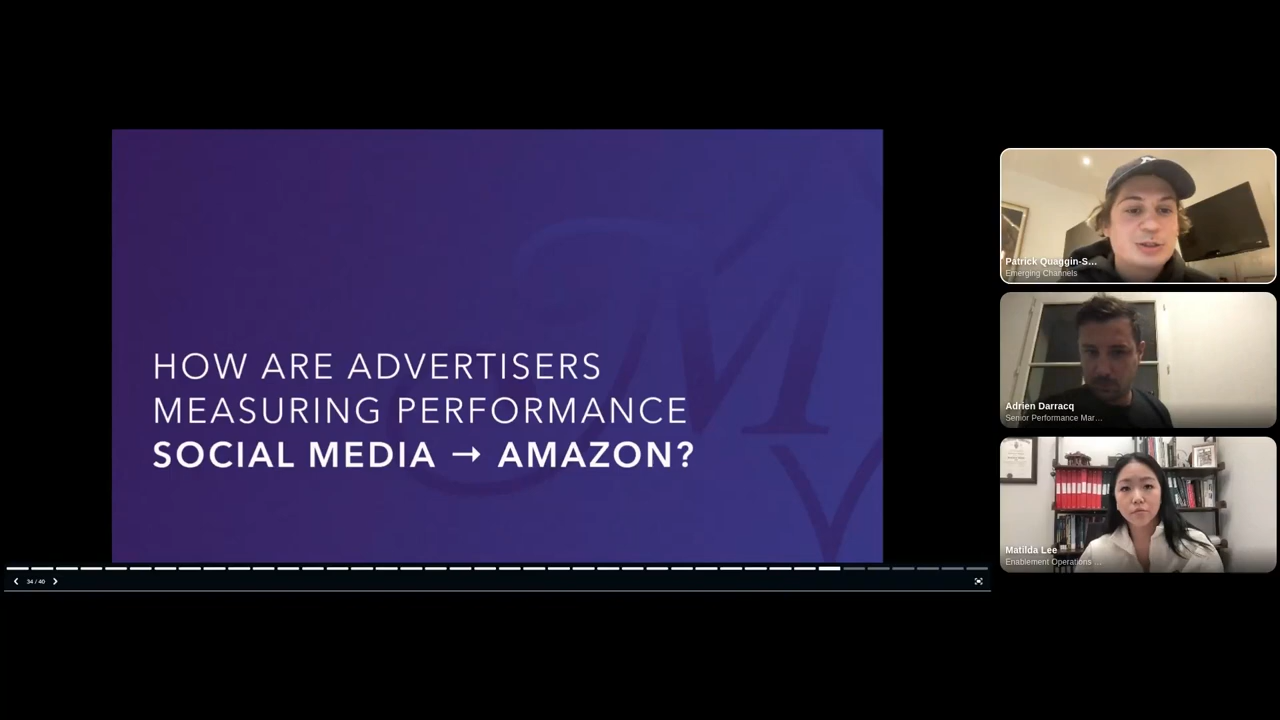 HOW ARE ADVERTISERS
MEASURING PERFORMANCE
SOCIAL MEDIA → AMAZON?
34 / 40
Patrick Quaggin-S...
Emerging Channels
Adrien Darracq
Senior Performance Mar...
Matilda Lee
Enablement Operations ...